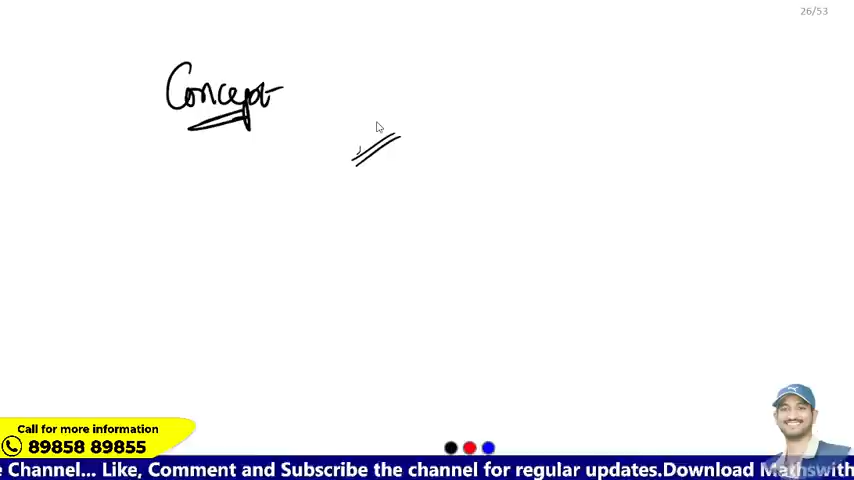 26/53
Concept
Call for more information
89858 89855
e Channel... Like, Comment and Subscribe the channel for regular updates.Download Mathswith